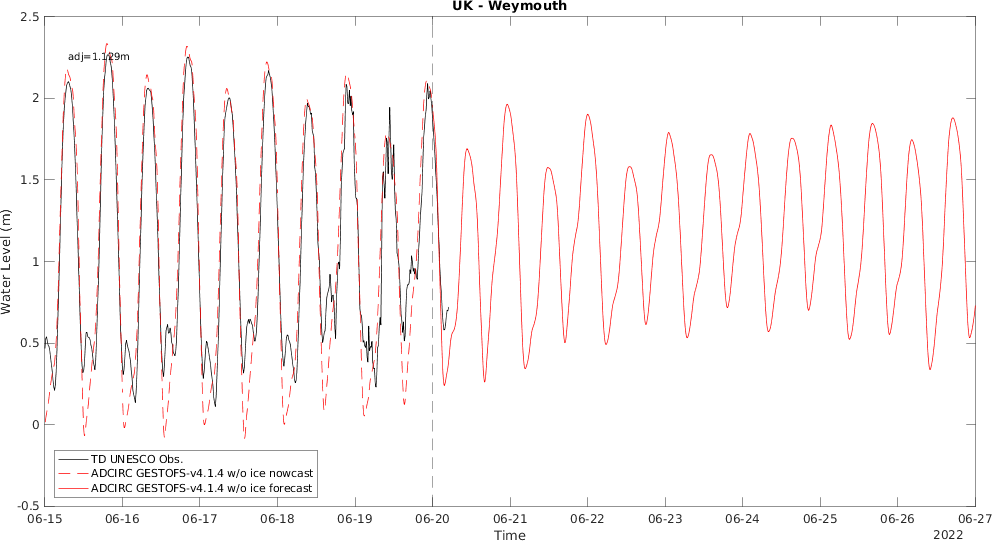 UK - Weymouth
adj=1.129m
2.5
2
1.5
1
0.5
0
-0.5
Water Level (m)
TD UNESCO Obs.
ADCIRC GESTOFS-v4.1.4 w/o ice nowcast
ADCIRC GESTOFS-v4.1.4 w/o ice forecast
06-15 06-16 06-17 06-18 06-19 06-20 06-21 06-22 06-23 06-24 06-25 06-26 06-27
Time
2022